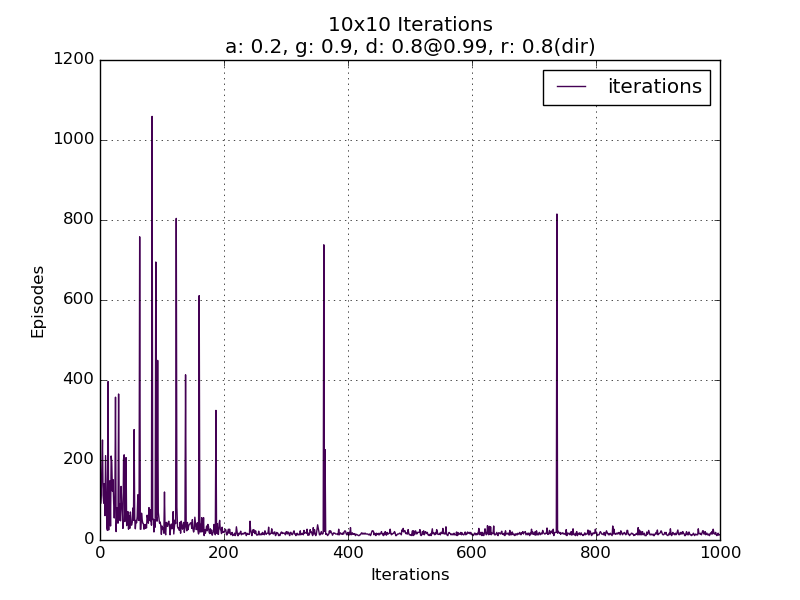 10x10 Iterations
a: 0.2, g: 0.9, d: 0.8@0.99, r: 0.8(dir)
iterations
1200
1000
800
600
400
200
0
Episodes
0 200 400 600 800 1000
Iterations